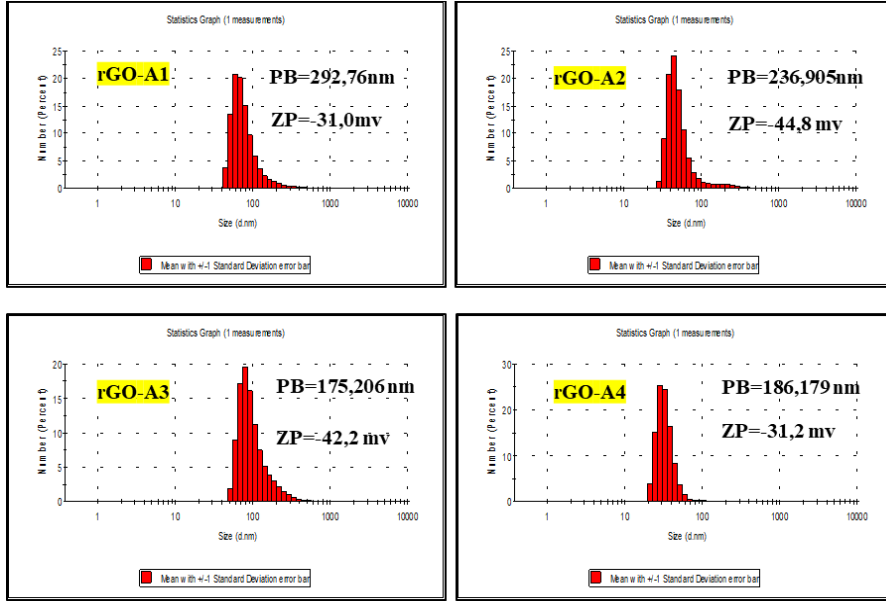 Statistics Graph (1 measurements)
25
20
15
10
5
0
Number (Percent)
rGO-A1
PB=292,76nm
ZP=-31,0mv
1
10
100
1000
10000
Size (d.nm)
Mean with +/-1 Standard Deviation error bar
Statistics Graph (1 measurements)
25
20
15
10
5
0
Number (Percent)
rGO-A2
PB=236,905nm
ZP=-44,8 mv
1
10
100
1000
10000
Size (d.nm)
Mean with +/-1 Standard Deviation error bar
Statistics Graph (1 measurements)
20
15
10
5
0
Number (Percent)
rGO-A3
PB=175,206 nm
ZP=-42,2 mv
1
10
100
1000
10000
Size (d.nm)
Mean with +/-1 Standard Deviation error bar
Statistics Graph (1 measurements)
30
20
10
0
Number (Percent)
rGO-A4
PB=186,179 nm
ZP=-31,2 mv
1
10
100
1000
10000
Size (d.nm)
Mean with +/-1 Standard Deviation error bar